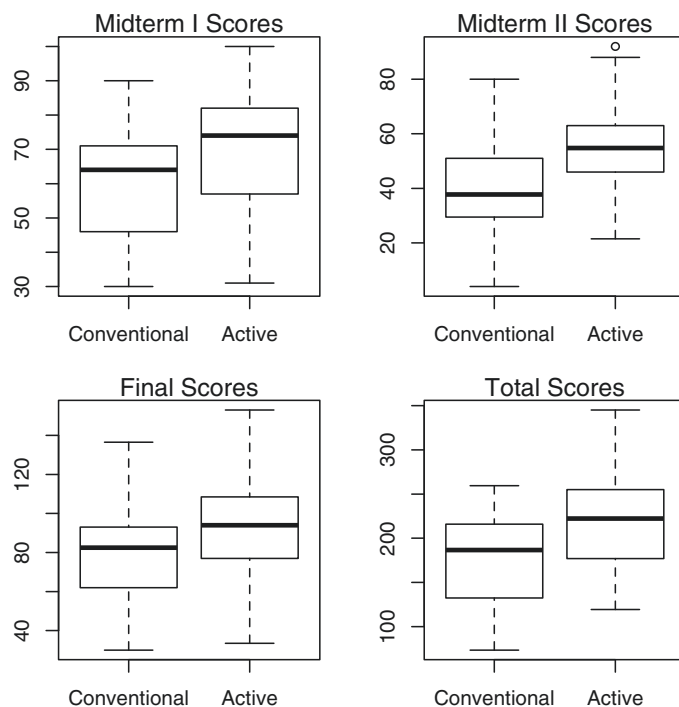 Midterm I Scores
90
70
50
30
Conventional Active
Midterm II Scores
80
60
40
20
Conventional Active
Final Scores
120
80
40
Conventional Active
Total Scores
300
200
100
Conventional Active